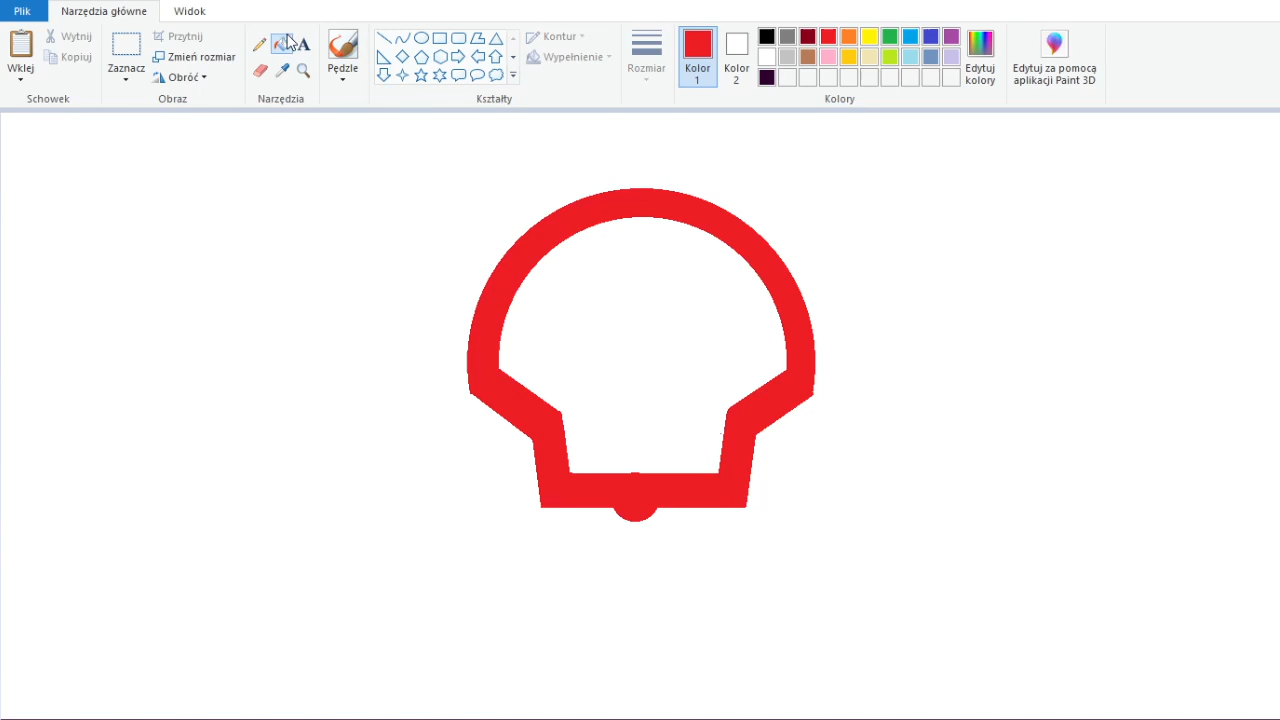 Plik Narzędzia główne Widok
Wklej
Wytnij
Kopiuj
Schowek
Zaznacz
Przytnij
Zmień rozmiar
Obróć
Obraz
A
Narzędzia
Pędzle
Kontur
Wypełnienie
Kształty
Rozmiar
Kolor
1
Kolor
2
Edytuj
kolory
Kolory
Edytuj za pomocą
aplikacji Paint 3D